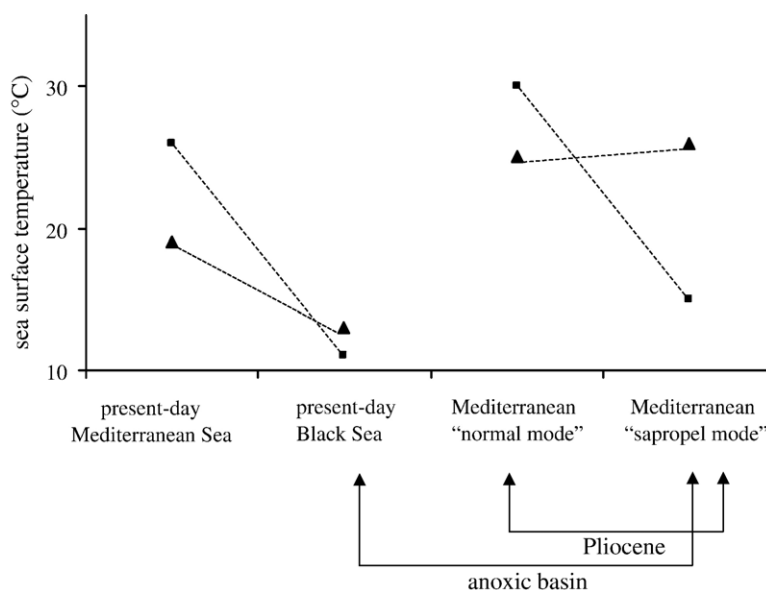 sea surface temperature (°C)
30
20
10
present-day
Mediterranean Sea
present-day
Black Sea
Mediterranean
“normal mode”
Mediterranean
“sapropel mode”
Pliocene
anoxic basin